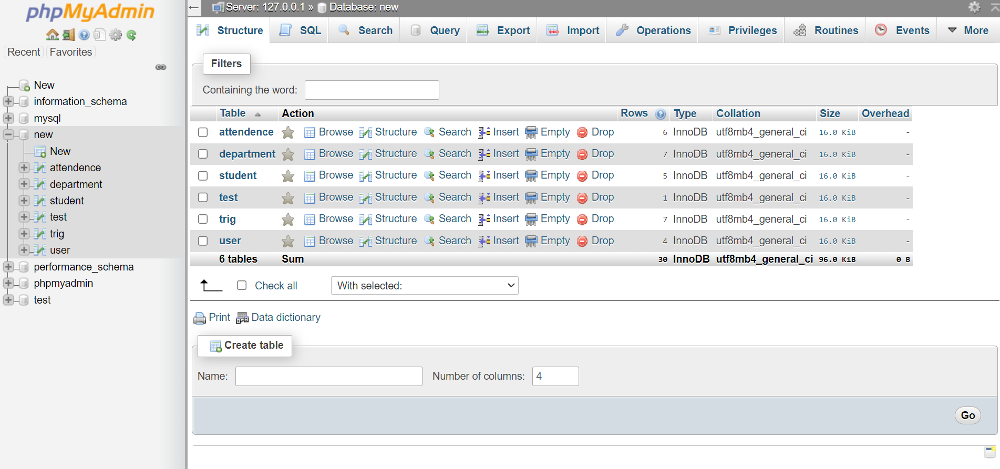 phpMyAdmin
Recent Favorites
New
information_schema
mysql
new
New
attendence
department
student
test
trig
user
performance_schema
phpmyadmin
test
Server: 127.0.0.1 » Database: new
Structure SQL Search Query Export Import Operations Privileges Routines Events More
Filters
Containing the word:
Table Action Rows Type Collation Size Overhead
attendence Browse Structure Search Insert Empty Drop 6 InnoDB utf8mb4_general_ci 16.0 KiB -
department Browse Structure Search Insert Empty Drop 7 InnoDB utf8mb4_general_ci 16.0 KiB -
student Browse Structure Search Insert Empty Drop 5 InnoDB utf8mb4_general_ci 16.0 KiB -
test Browse Structure Search Insert Empty Drop 1 InnoDB utf8mb4_general_ci 16.0 KiB -
trig Browse Structure Search Insert Empty Drop 7 InnoDB utf8mb4_general_ci 16.0 KiB -
user Browse Structure Search Insert Empty Drop 4 InnoDB utf8mb4_general_ci 16.0 KiB -
6 tables Sum 30 InnoDB utf8mb4_general_ci 96.0 KiB 0 B
Check all With selected:
Print Data dictionary
Create table
Name: Number of columns: 4
Go